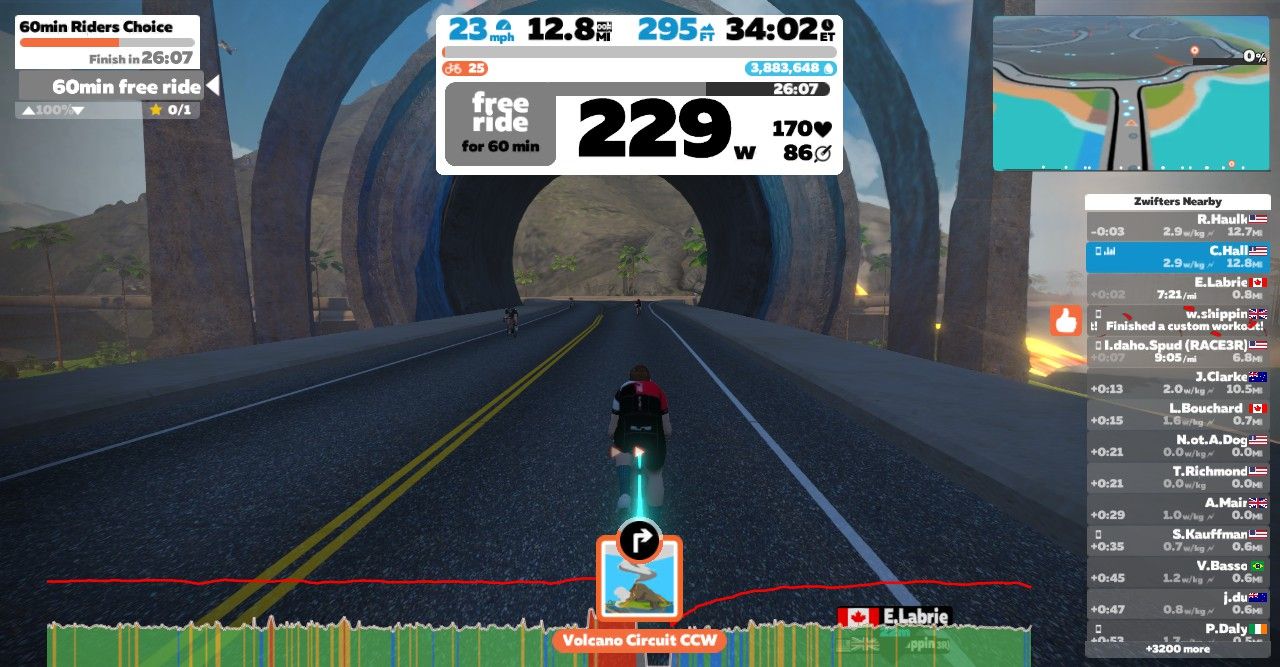 60min Riders Choice
Finish in 26:07
60min free ride
100%
0/1
23 mph 12.8 MI 295 FT 34:02 ET
25
3,883,648
26:07
free
ride
for 60 min
229 w
170
86
0%
Zwifters Nearby
R.Haulk
-0:03 2.9 w/kg 12.7MI
C.Hall
2.9 w/kg 12.8MI
E.Labrie
+0:02 7:21/mi 0.8MI
w.shippin
t! Finished a custom workout!
I.daho.Spud (RACE3R)
+0:07 9:05/mi 6.8MI
J.Clarke
+0:13 2.0 w/kg 10.5MI
L.Bouchard
+0:15 1.6 w/kg 0.7MI
N.ot.A.Dog
+0:21 0.0 w/kg 0.0MI
T.Richmond
+0:21 0.0 w/kg 0.0MI
A.Mair
+0:29 1.0 w/kg 0.0MI
S.Kauffman
+0:35 0.7 w/kg 0.6MI
V.Basso
+0:45 1.2 w/kg 0.6MI
j.du
+0:47 0.8 w/kg 0.6MI
P.Daly
+0:53
+3200 more
E.Labrie
Volcano Circuit CCW